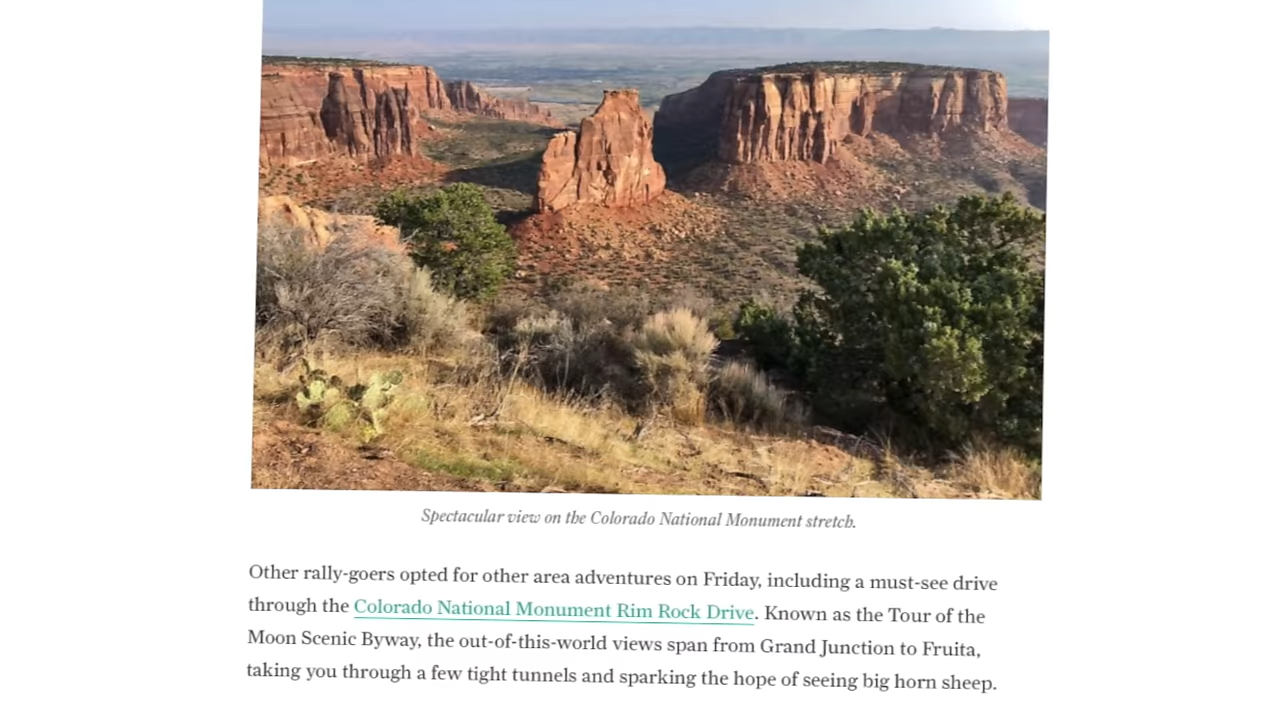 Spectacular view on the Colorado National Monument stretch.
Other rally-goers opted for other area adventures on Friday, including a must-see drive
through the Colorado National Monument Rim Rock Drive. Known as the Tour of the
Moon Scenic Byway, the out-of-this-world views span from Grand Junction to Fruita,
taking you through a few tight tunnels and sparking the hope of seeing big horn sheep.